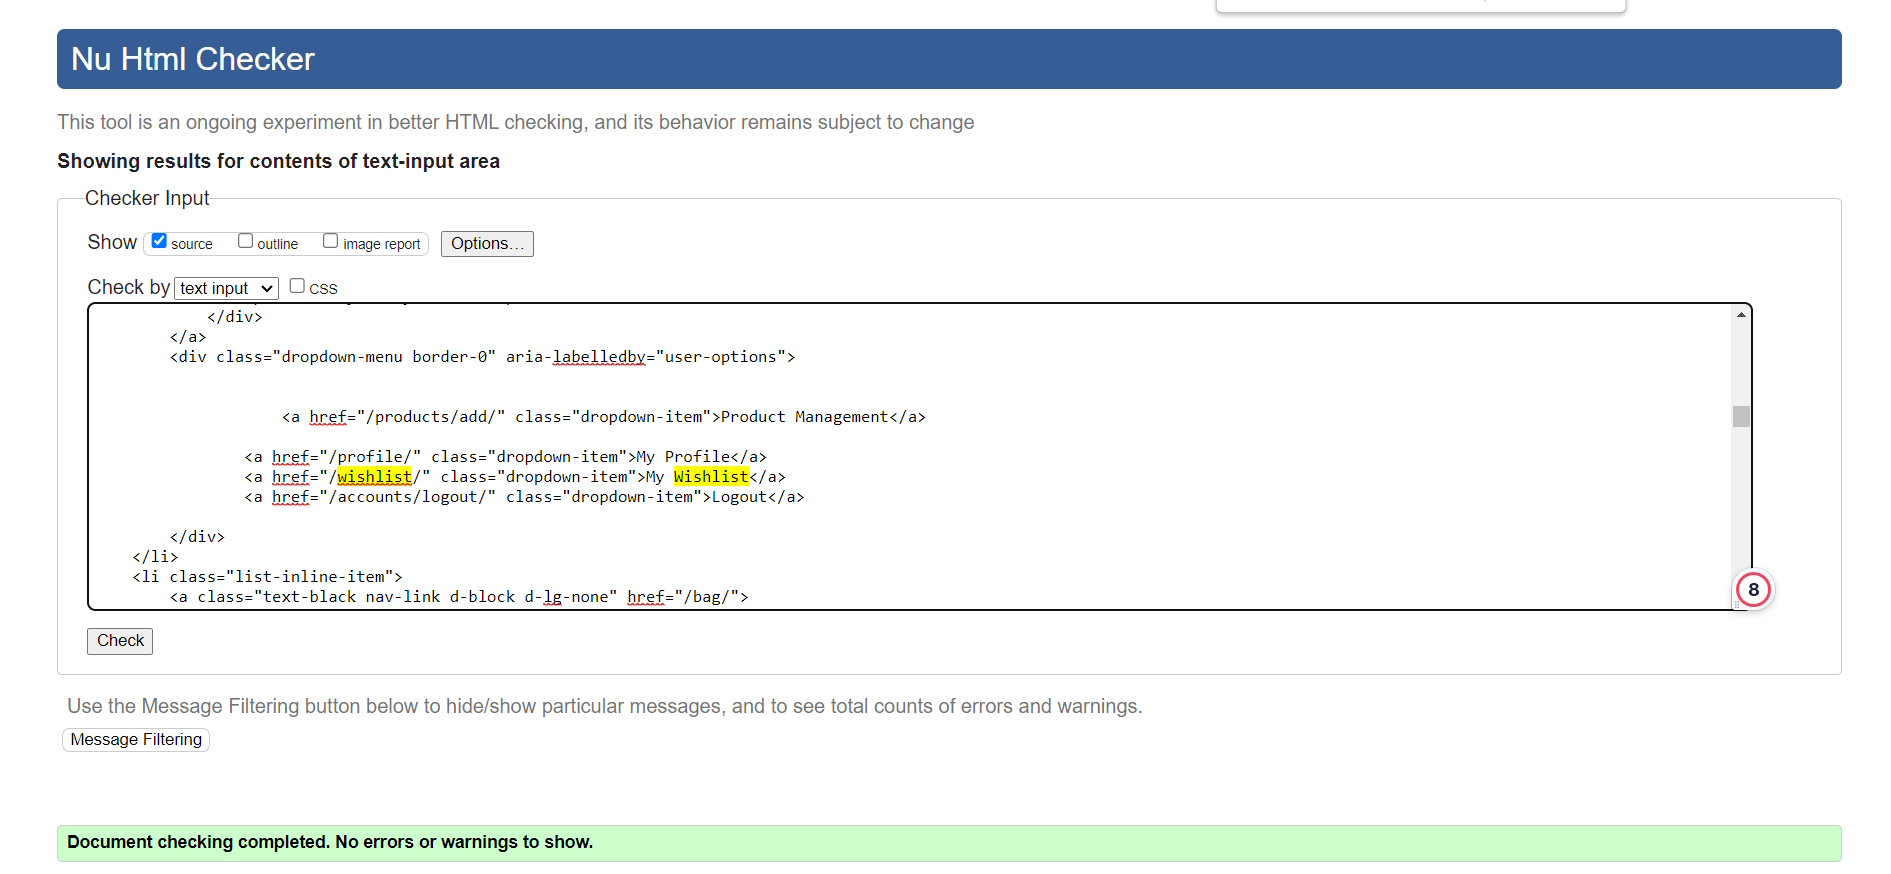 Nu Html Checker
This tool is an ongoing experiment in better HTML checking, and its behavior remains subject to change
Showing results for contents of text-input area
Checker Input
Show source outline image report Options...
Check by text input CSS
</div>
</a>
<div class="dropdown-menu border-0" aria-labelledby="user-options">
<a href="/products/add/" class="dropdown-item">Product Management</a>
<a href="/profile/" class="dropdown-item">My Profile</a>
<a href="/wishlist/" class="dropdown-item">My Wishlist</a>
<a href="/accounts/logout/" class="dropdown-item">Logout</a>
</div>
</li>
<li class="list-inline-item">
<a class="text-black nav-link d-block d-lg-none" href="/bag/">
8
Check
Use the Message Filtering button below to hide/show particular messages, and to see total counts of errors and warnings.
Message Filtering
Document checking completed. No errors or warnings to show.